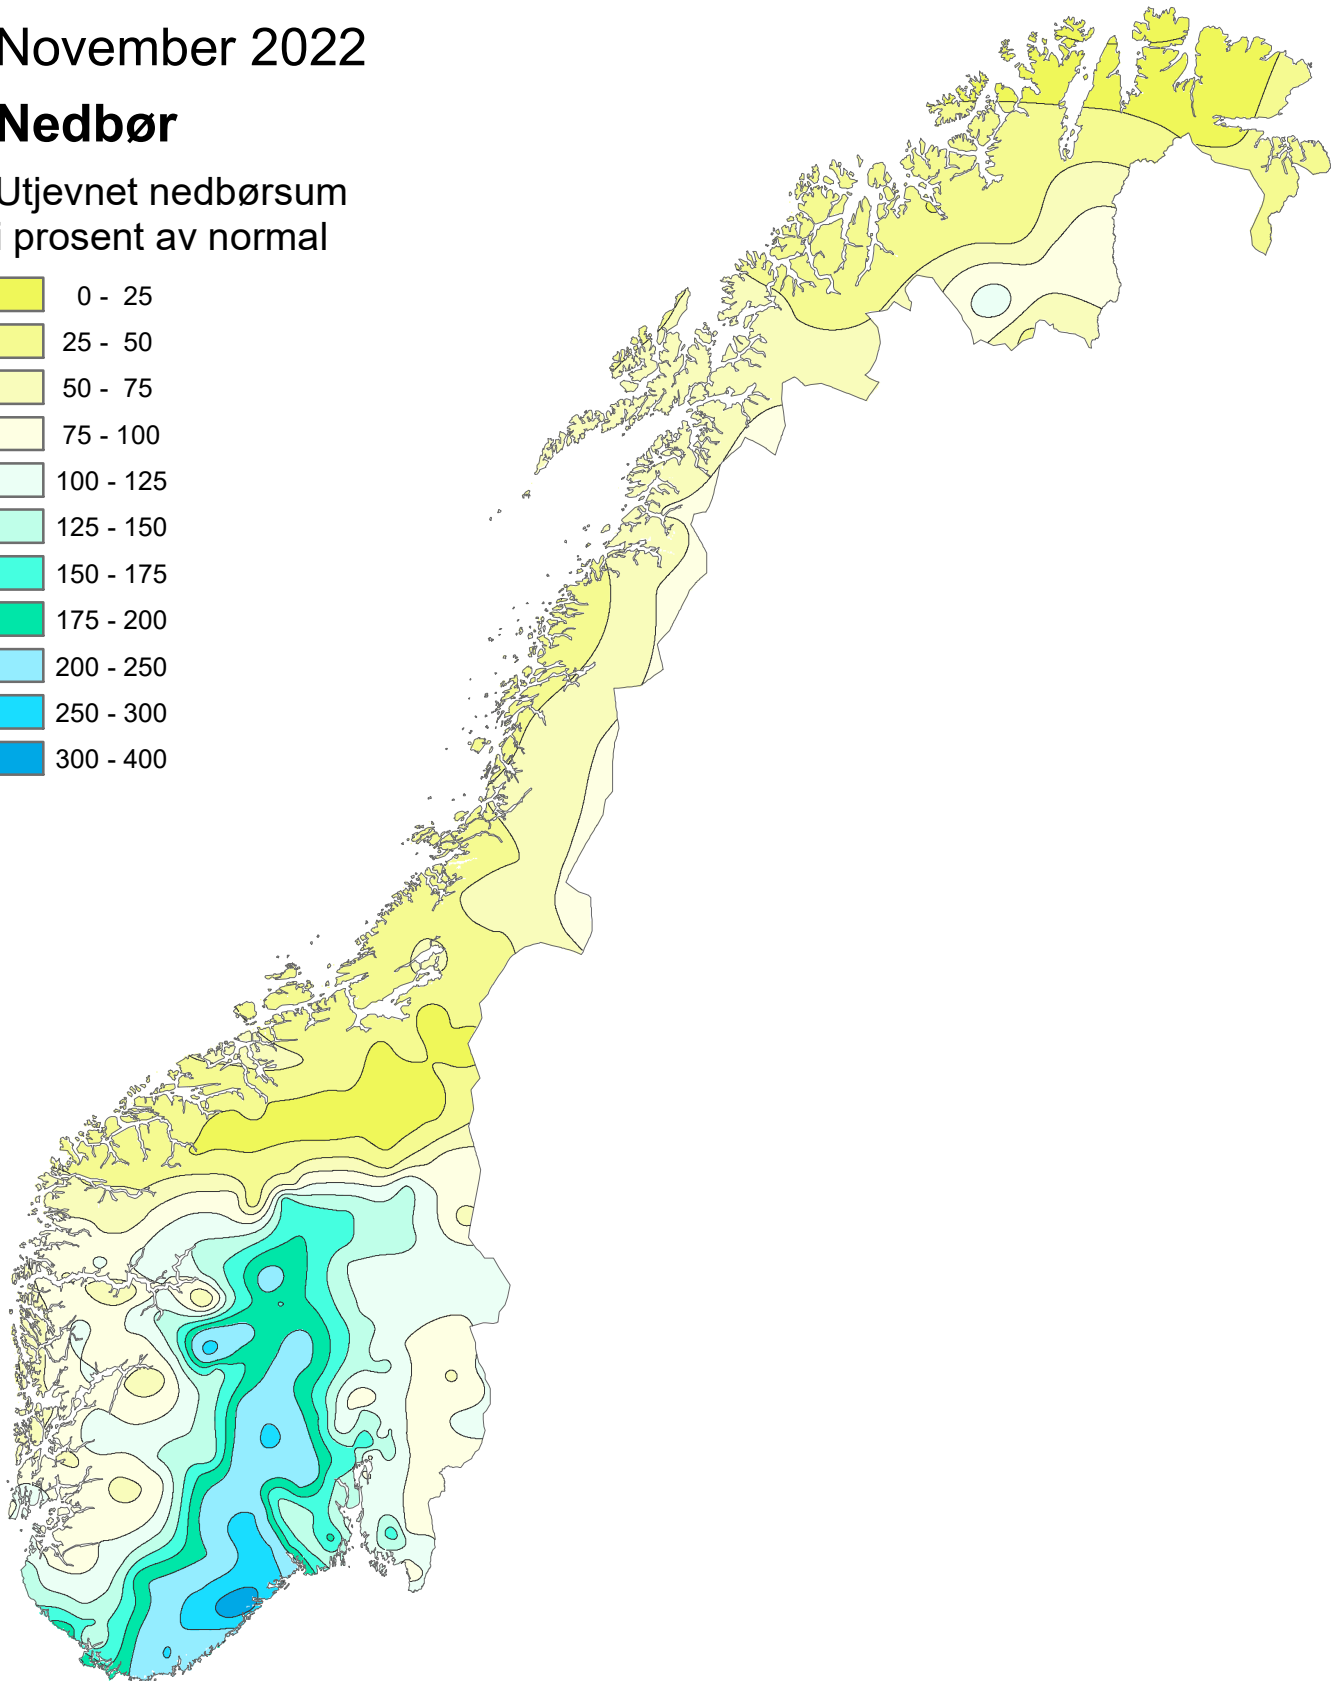 November 2022
Nedbør
Utjevnet nedbørsum
i prosent av normal
0 - 25
25 - 50
50 - 75
75 - 100
100 - 125
125 - 150
150 - 175
175 - 200
200 - 250
250 - 300
300 - 400